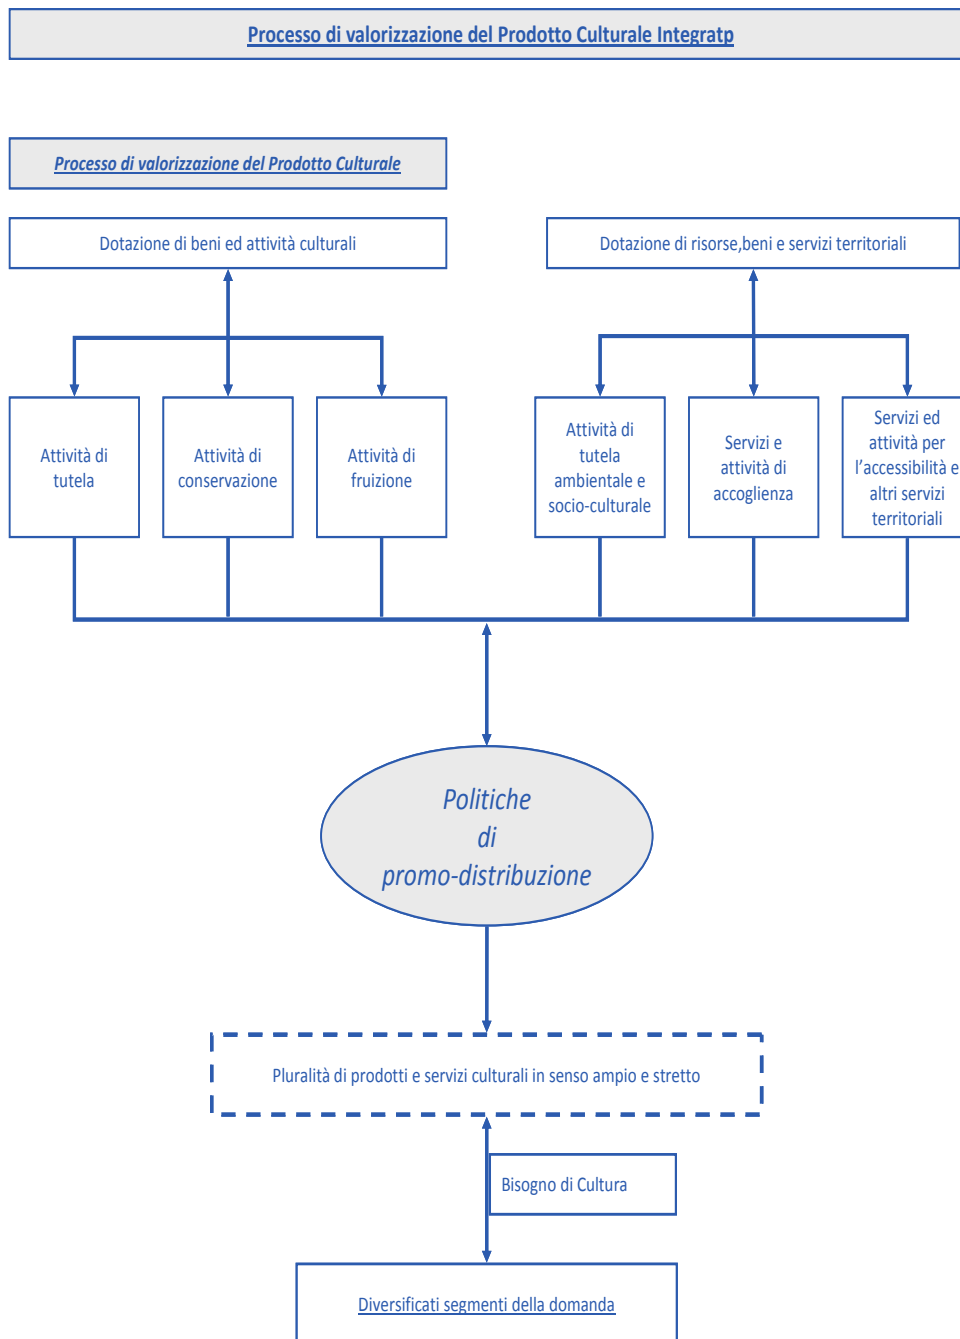 Processo di valorizzazione del Prodotto Culturale Integratp
Processo di valorizzazione del Prodotto Culturale
Dotazione di beni ed attività culturali
Dotazione di risorse,beni e servizi territoriali
Attività di
tutela
Attività di
conservazione
Attività di
fruizione
Attività di
tutela
ambientale e
socio-culturale
Servizi e
attività di
accoglienza
Servizi ed
attività per
l’accessibilità e
altri servizi
territoriali
Politiche
di
promo-distribuzione
Pluralità di prodotti e servizi culturali in senso ampio e stretto
Bisogno di Cultura
Diversificati segmenti della domanda